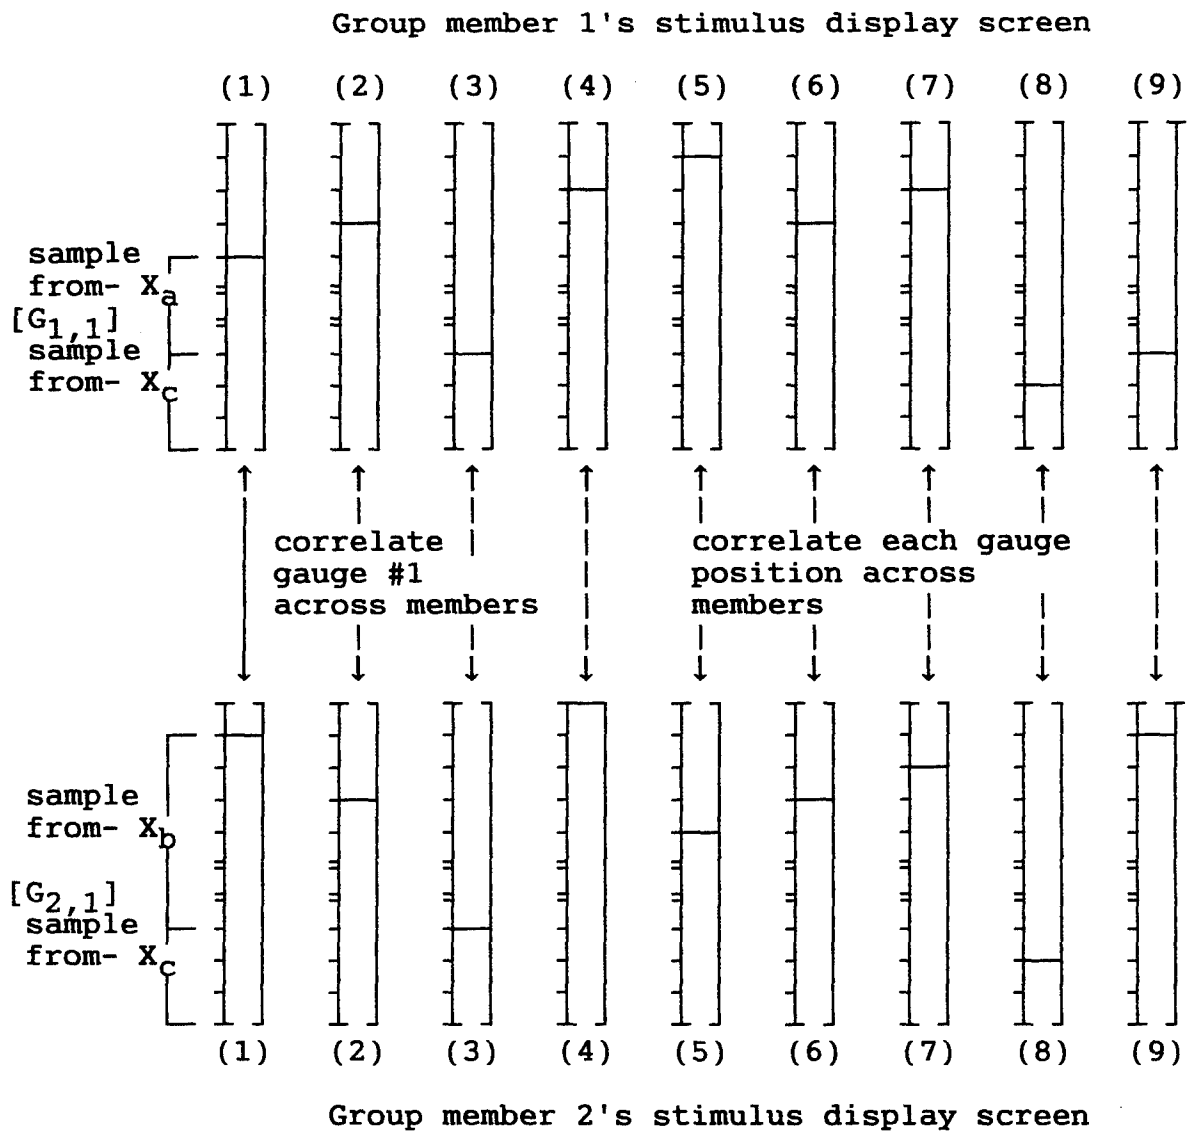 Group member 1's stimulus display screen
(1) (2) (3) (4) (5) (6) (7) (8) (9)
sample
from- Xa
[G1,1]
sample
from- Xc
correlate
gauge #1
across members
correlate each gauge
position across
members
sample
from- Xb
[G2,1]
sample
from- Xc
(1) (2) (3) (4) (5) (6) (7) (8) (9)
Group member 2's stimulus display screen